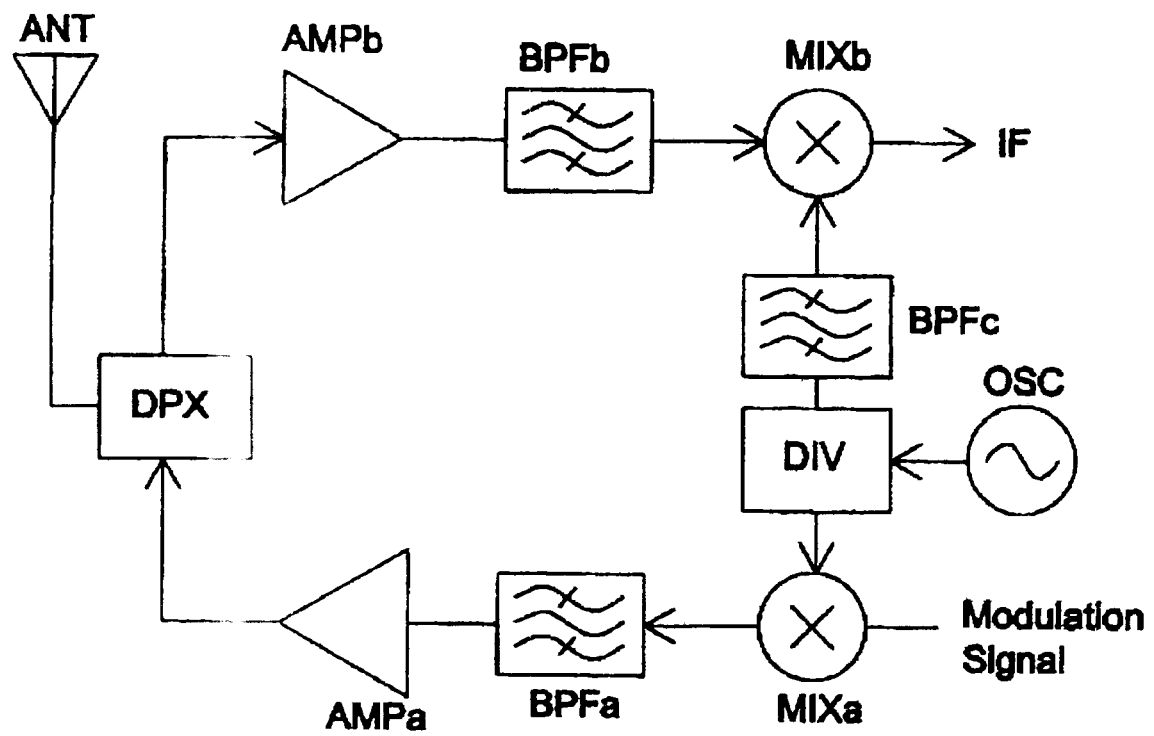 ANT
AMPb
BPFb
MIXb
IF
BPFc
OSC
DPX
DIV
Modulation
Signal
AMPa
BPFa
MIXa